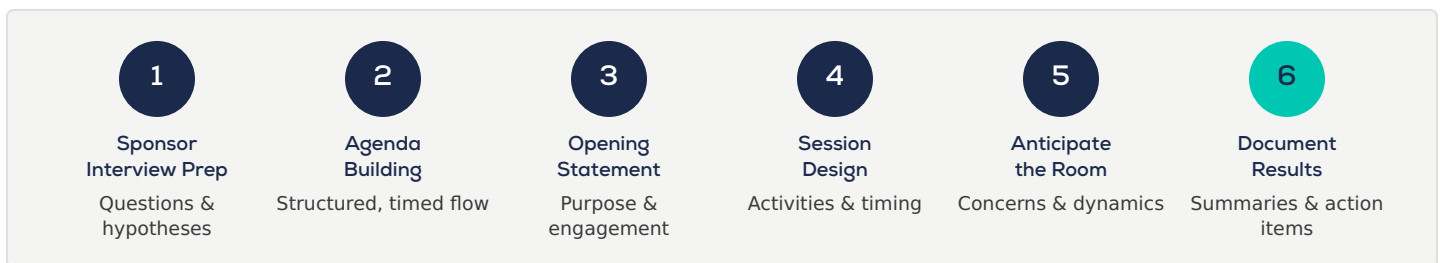 1
Sponsor
Interview Prep
Questions &
hypotheses
2
Agenda
Building
Structured, timed flow
3
Opening
Statement
Purpose &
engagement
4
Session
Design
Activities & timing
5
Anticipate
the Room
Concerns & dynamics
6
Document
Results
Summaries & action
items